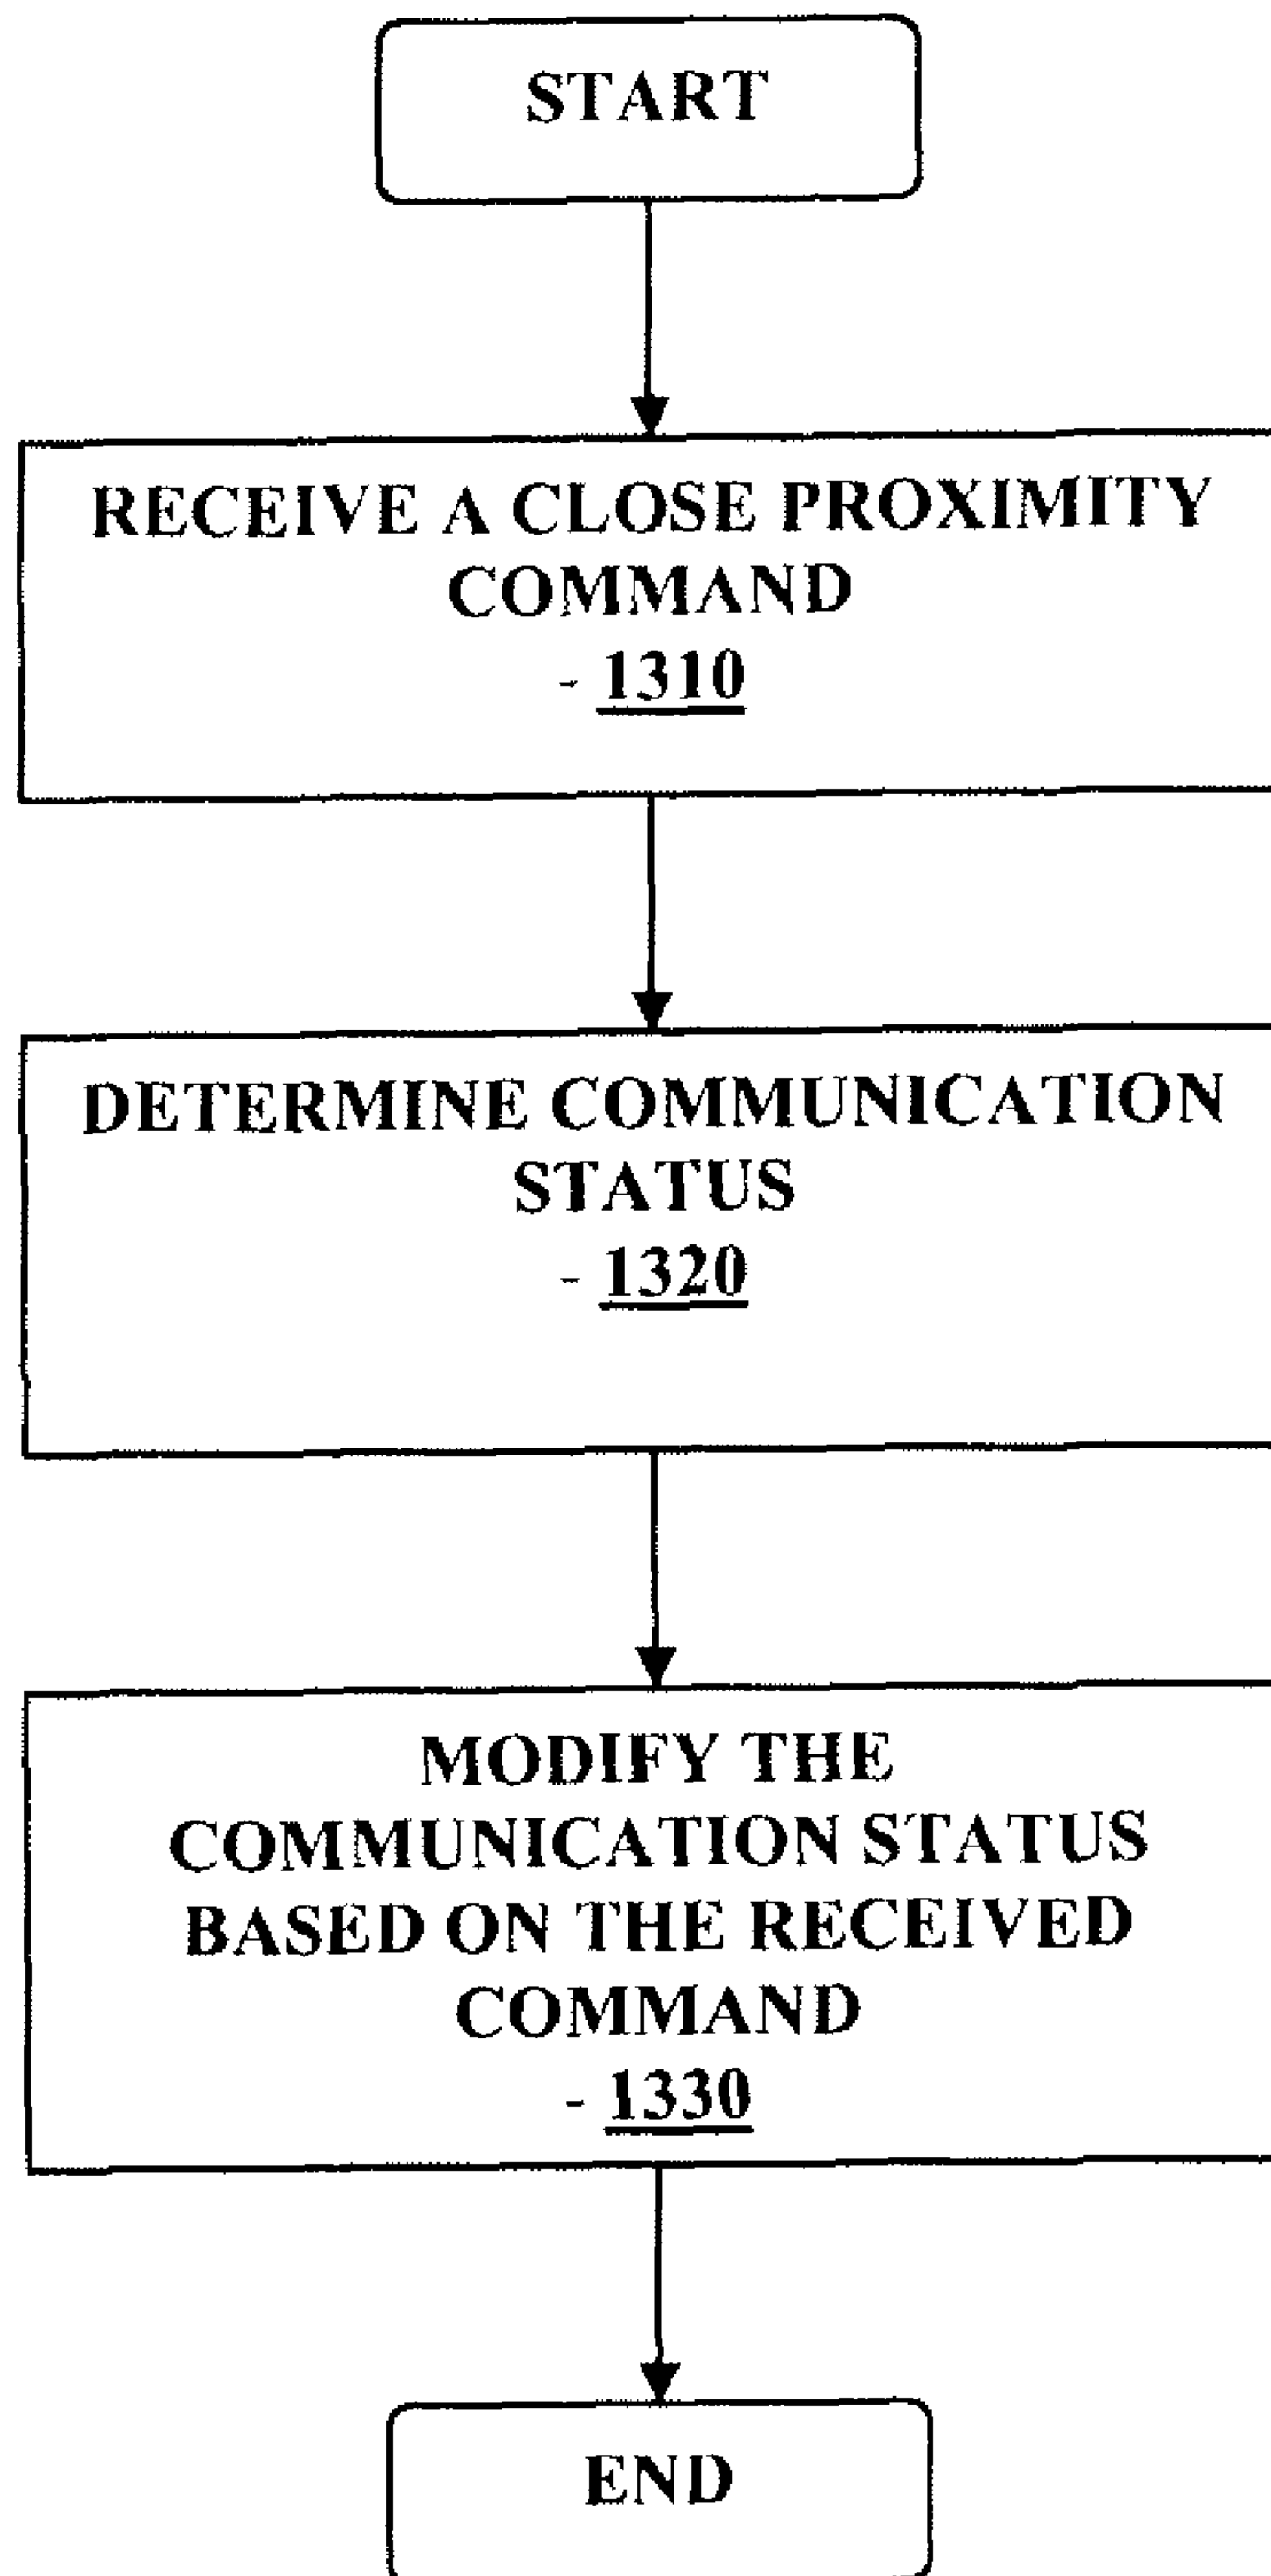 START
RECEIVE A CLOSE PROXIMITY
COMMAND
- 1310
DETERMINE COMMUNICATION
STATUS
- 1320
MODIFY THE
COMMUNICATION STATUS
BASED ON THE RECEIVED
COMMAND
- 1330
END